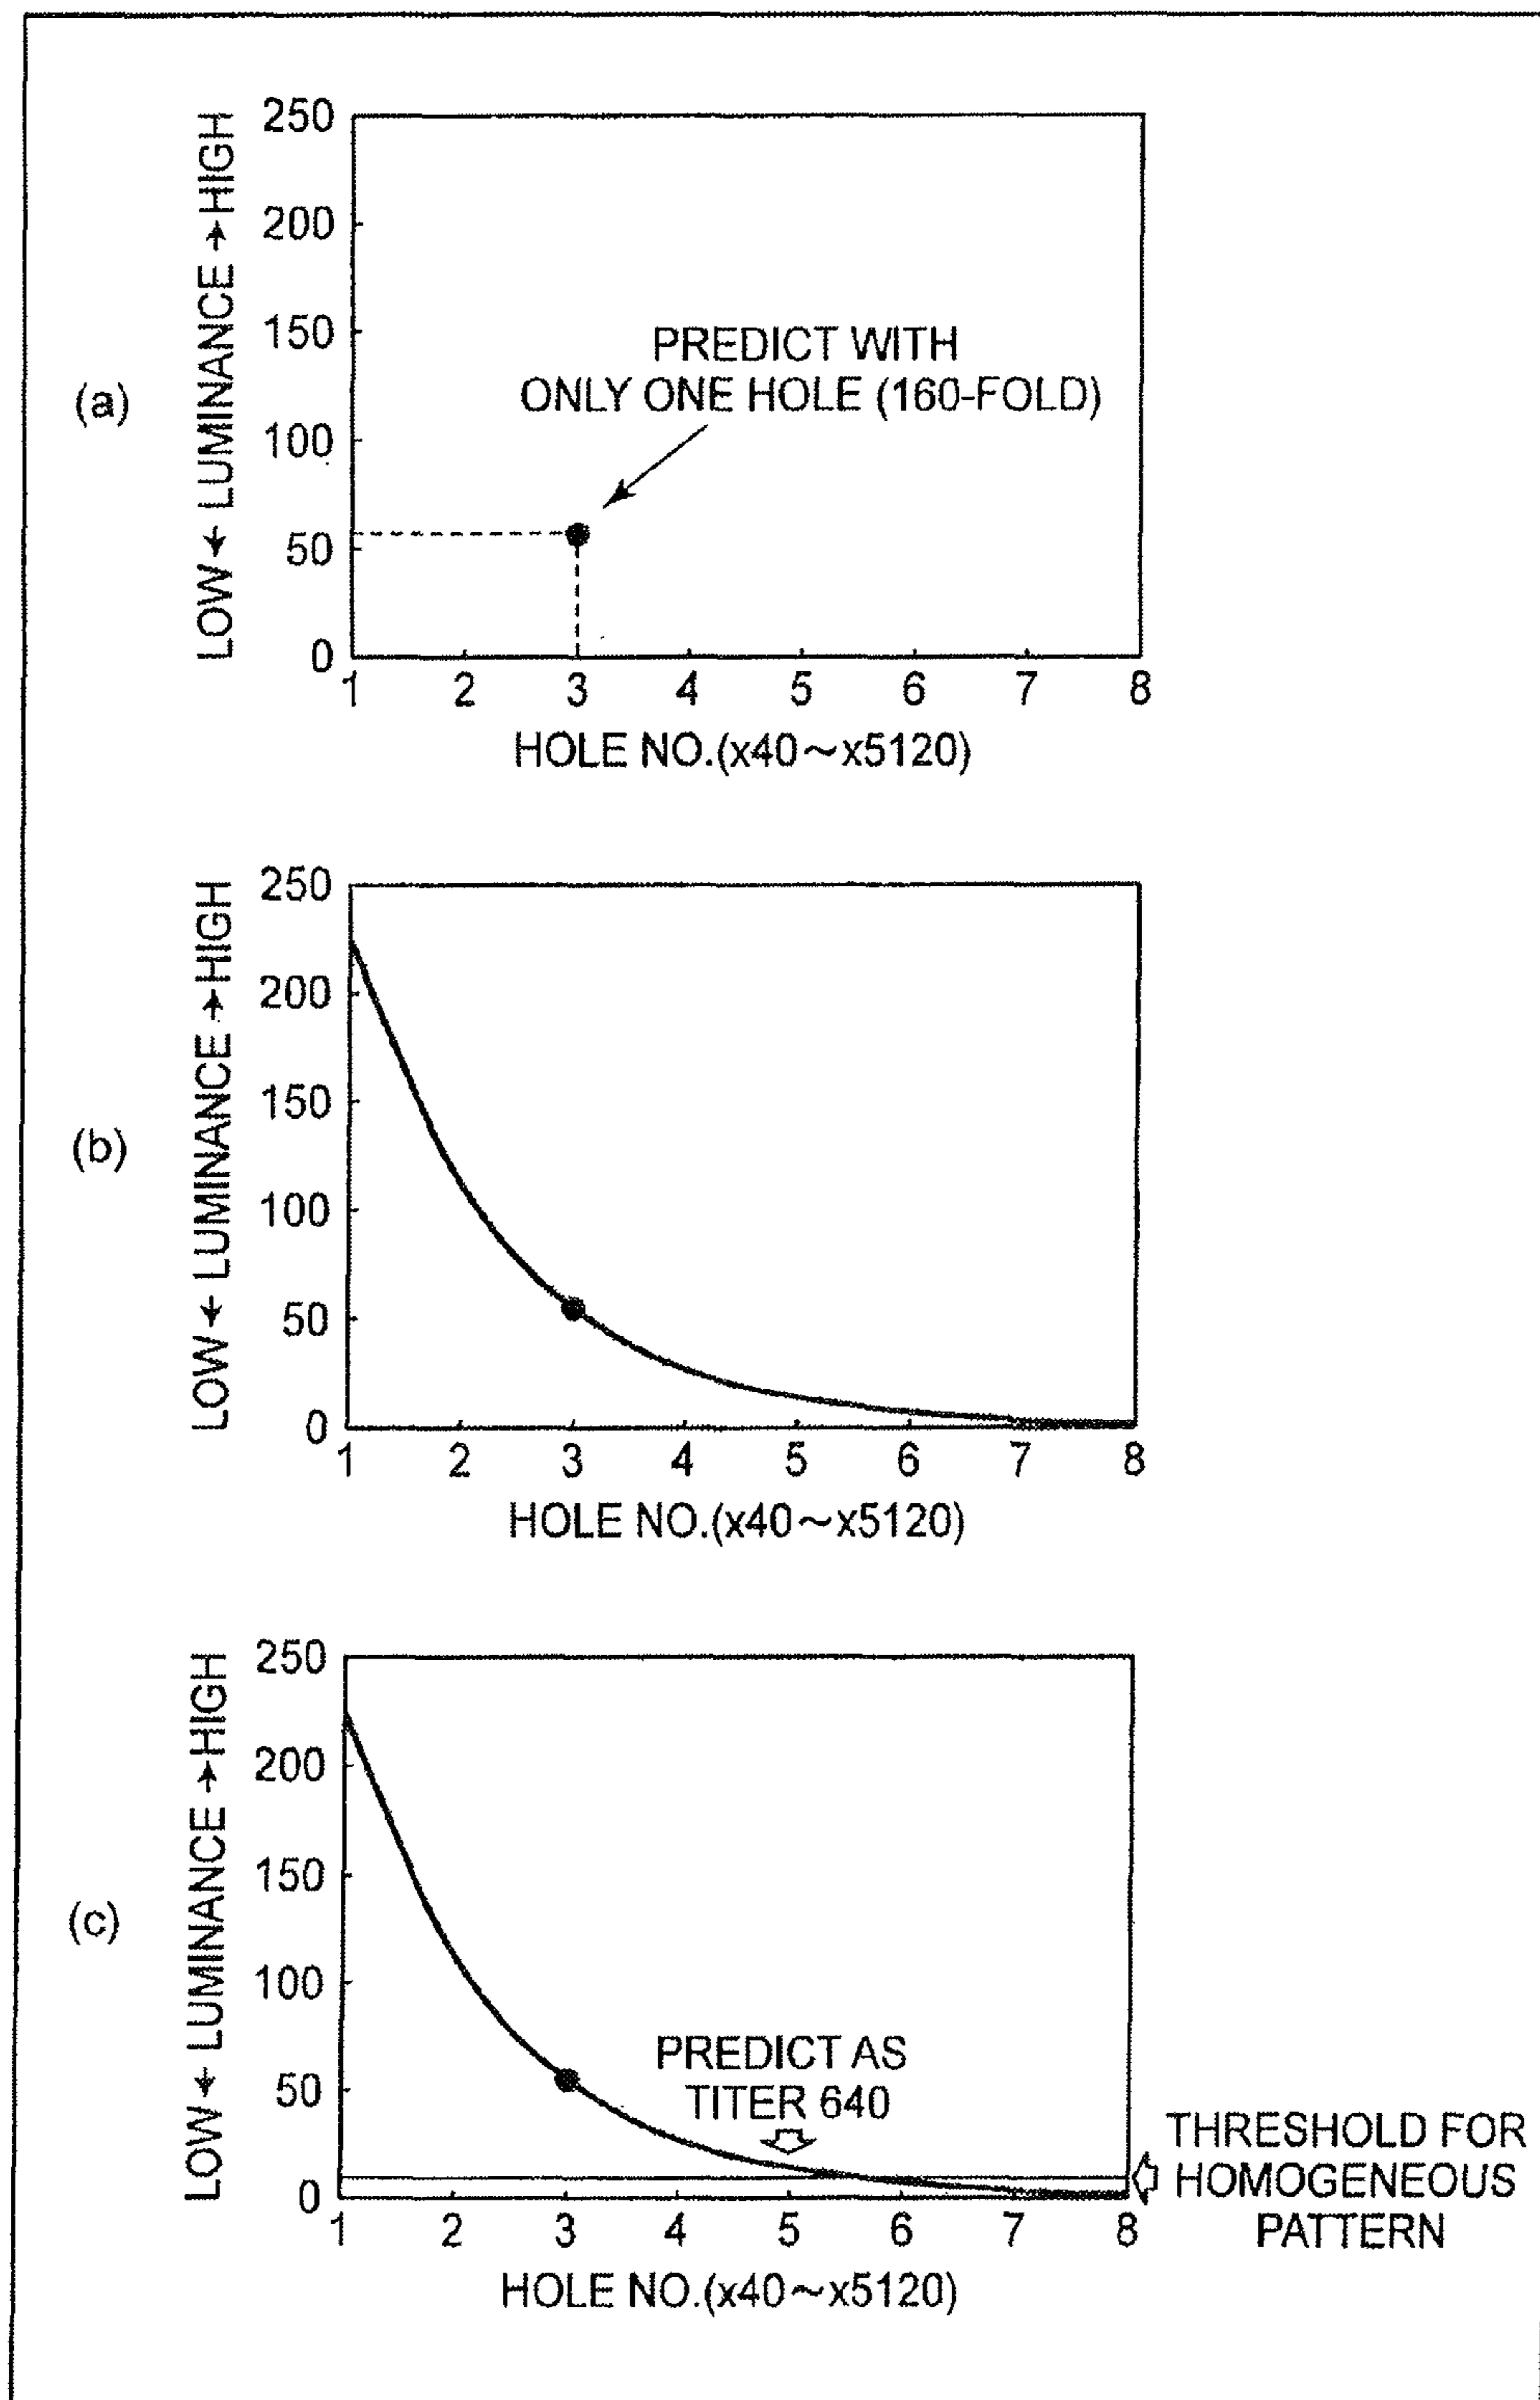 (a)
LOW ← LUMINANCE → HIGH
250
200
150
100
50
0
PREDICT WITH
ONLY ONE HOLE (160-FOLD)
1 2 3 4 5 6 7 8
HOLE NO.(x40～x5120)
(b)
LOW ← LUMINANCE → HIGH
250
200
150
100
50
0
1 2 3 4 5 6 7 8
HOLE NO.(x40～x5120)
(c)
LOW ← LUMINANCE → HIGH
250
200
150
100
50
0
PREDICT AS
TITER 640
THRESHOLD FOR
HOMOGENEOUS
PATTERN
1 2 3 4 5 6 7 8
HOLE NO.(x40～x5120)